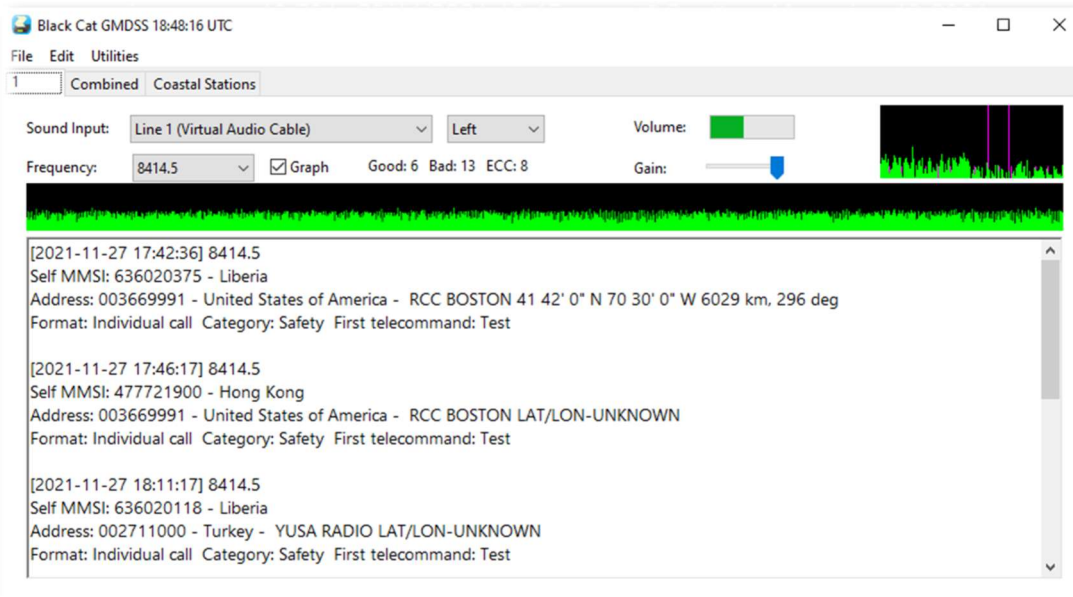 Black Cat GMDSS 18:48:16 UTC
File Edit Utilities
1 Combined Coastal Stations
Sound Input: Line 1 (Virtual Audio Cable) Left Volume:
Frequency: 8414.5 Graph Good: 6 Bad: 13 ECC: 8 Gain:
[2021-11-27 17:42:36] 8414.5
Self MMSI: 636020375 - Liberia
Address: 003669991 - United States of America - RCC BOSTON 41 42' 0" N 70 30' 0" W 6029 km, 296 deg
Format: Individual call Category: Safety First telecommand: Test
[2021-11-27 17:46:17] 8414.5
Self MMSI: 477721900 - Hong Kong
Address: 003669991 - United States of America - RCC BOSTON LAT/LON-UNKNOWN
Format: Individual call Category: Safety First telecommand: Test
[2021-11-27 18:11:17] 8414.5
Self MMSI: 636020118 - Liberia
Address: 002711000 - Turkey - YUSA RADIO LAT/LON-UNKNOWN
Format: Individual call Category: Safety First telecommand: Test